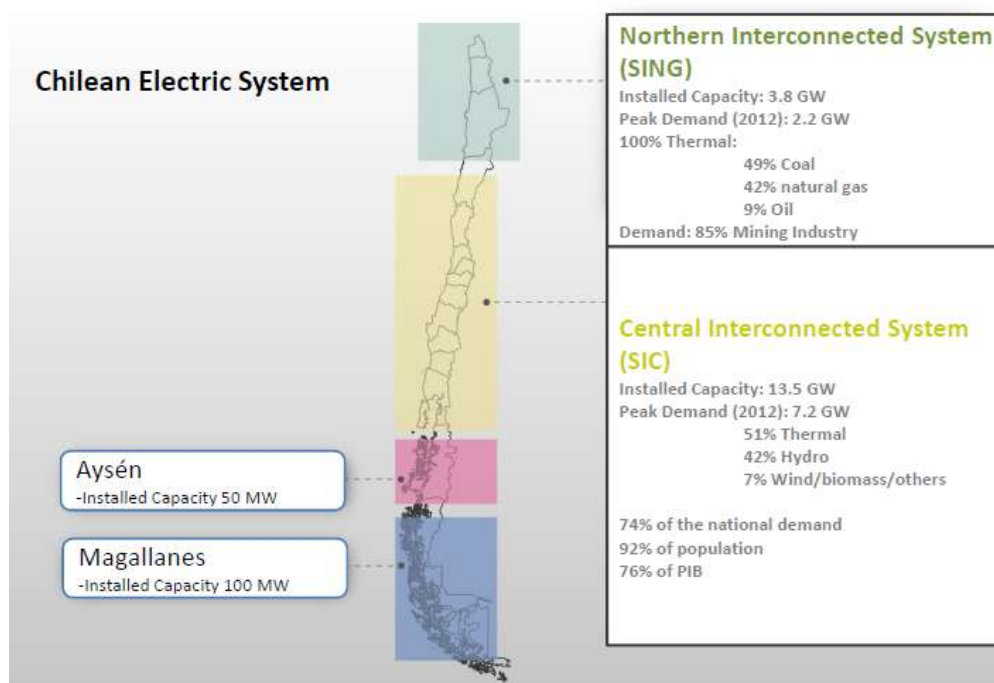 Chilean Electric System
Northern Interconnected System
(SING)
Installed Capacity: 3.8 GW
Peak Demand (2012): 2.2 GW
100% Thermal:
49% Coal
42% natural gas
9% Oil
Demand: 85% Mining Industry
Central Interconnected System
(SIC)
Installed Capacity: 13.5 GW
Peak Demand (2012): 7.2 GW
51% Thermal
42% Hydro
7% Wind/biomass/others
74% of the national demand
92% of population
76% of PIB
Aysén
-Installed Capacity 50 MW
Magallanes
-Installed Capacity 100 MW